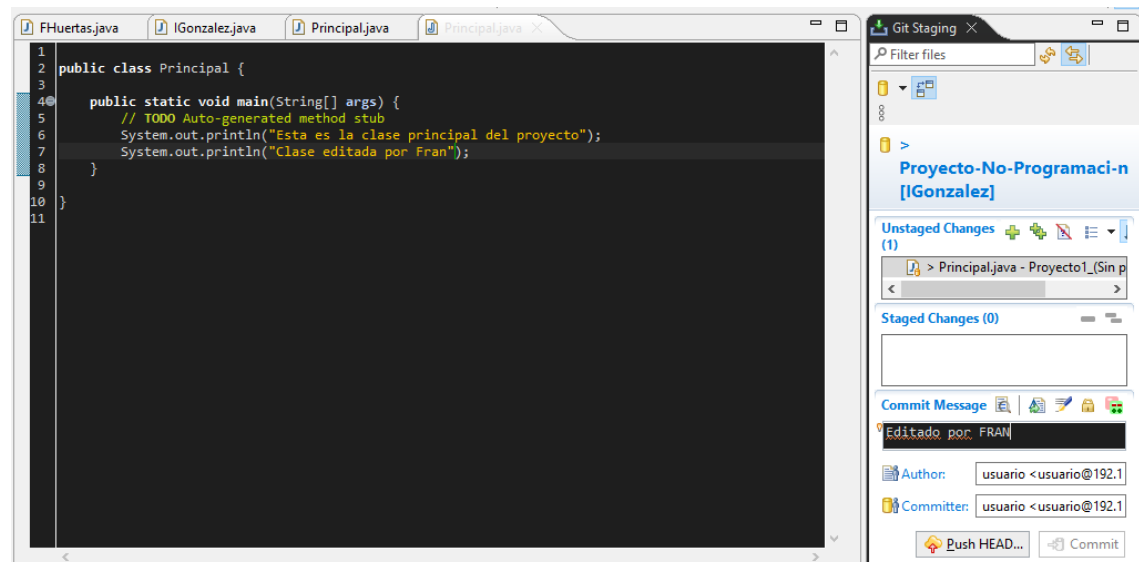 FHuertas.java IGonzalez.java Principal.java Principal.java
1
2 public class Principal {
3
4 public static void main(String[] args) {
5 // TODO Auto-generated method stub
6 System.out.println("Esta es la clase principal del proyecto");
7 System.out.println("Clase editada por Fran");
8 }
9
10 }
11
Git Staging
Filter files
>
Proyecto-No-Programaci-n
[IGonzalez]
Unstaged Changes
(1)
> Principal.java - Proyecto1_(Sin p
Staged Changes (0)
Commit Message
Editado por FRAN
Author: usuario <usuario@192.1
Committer: usuario <usuario@192.1
Push HEAD... Commit